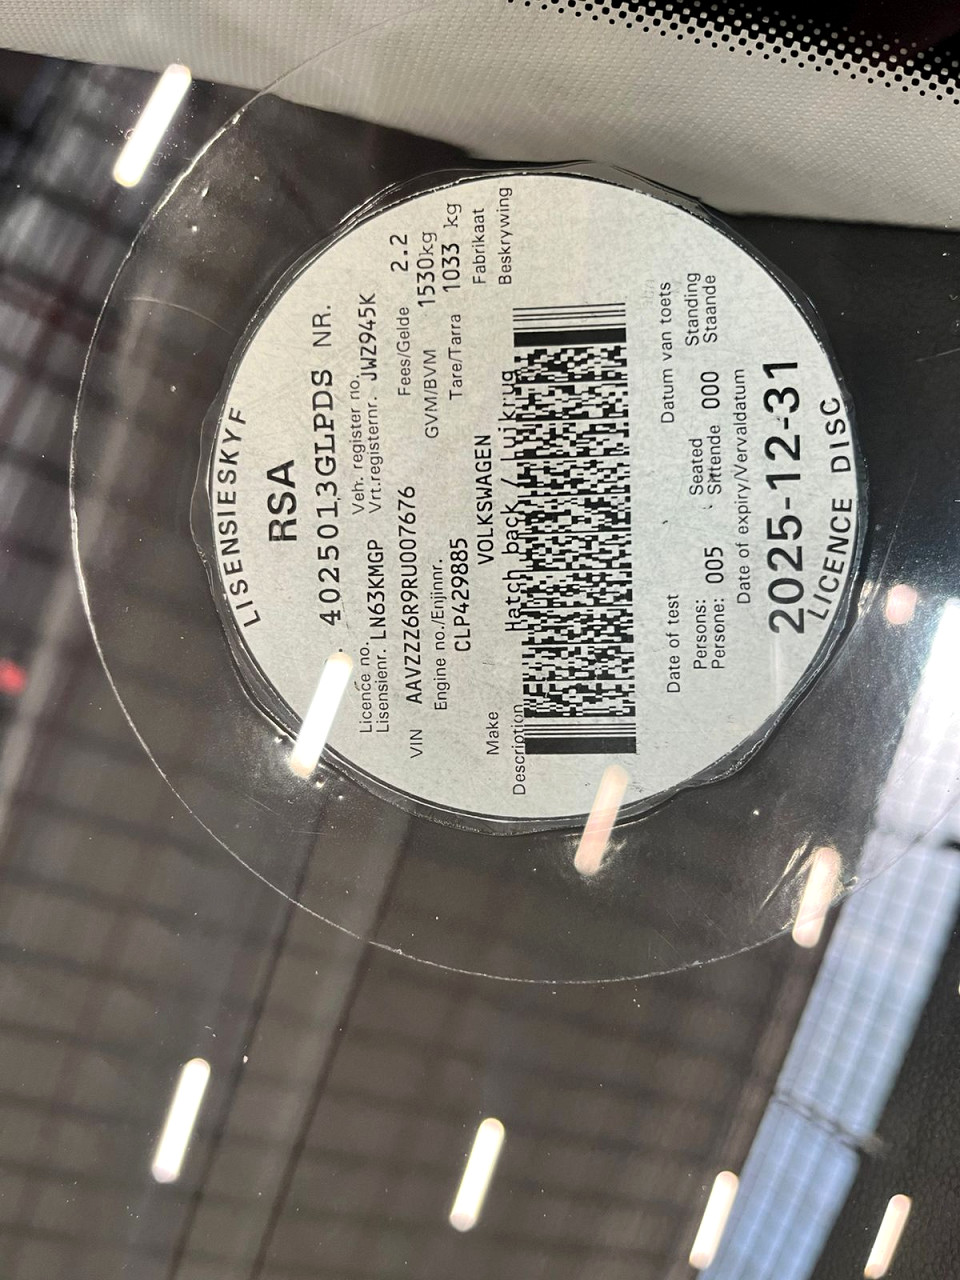 LISENSIESKYF
RSA
4025013GLPDS NR.
Licence no. Veh. register no.
Lisensienr. LN63KMGP Vrt.registernr. JWZ945K
VIN AAVZZZ6R9RU007676 Fees/Gelde 2.2
Engine no./Enjinnr. GVM/BVM 1530kg
CLP429885 Tare/Tarra 1033 kg
Make VOLKSWAGEN Fabrikaat
Description Hatch back / Luikrug Beskrywing
Date of test Datum van toets
Persons: Seated Standing
Persone: 005 Sittende 000 Staande
Date of expiry/Vervaldatum
2025-12-31
LICENCE DISC